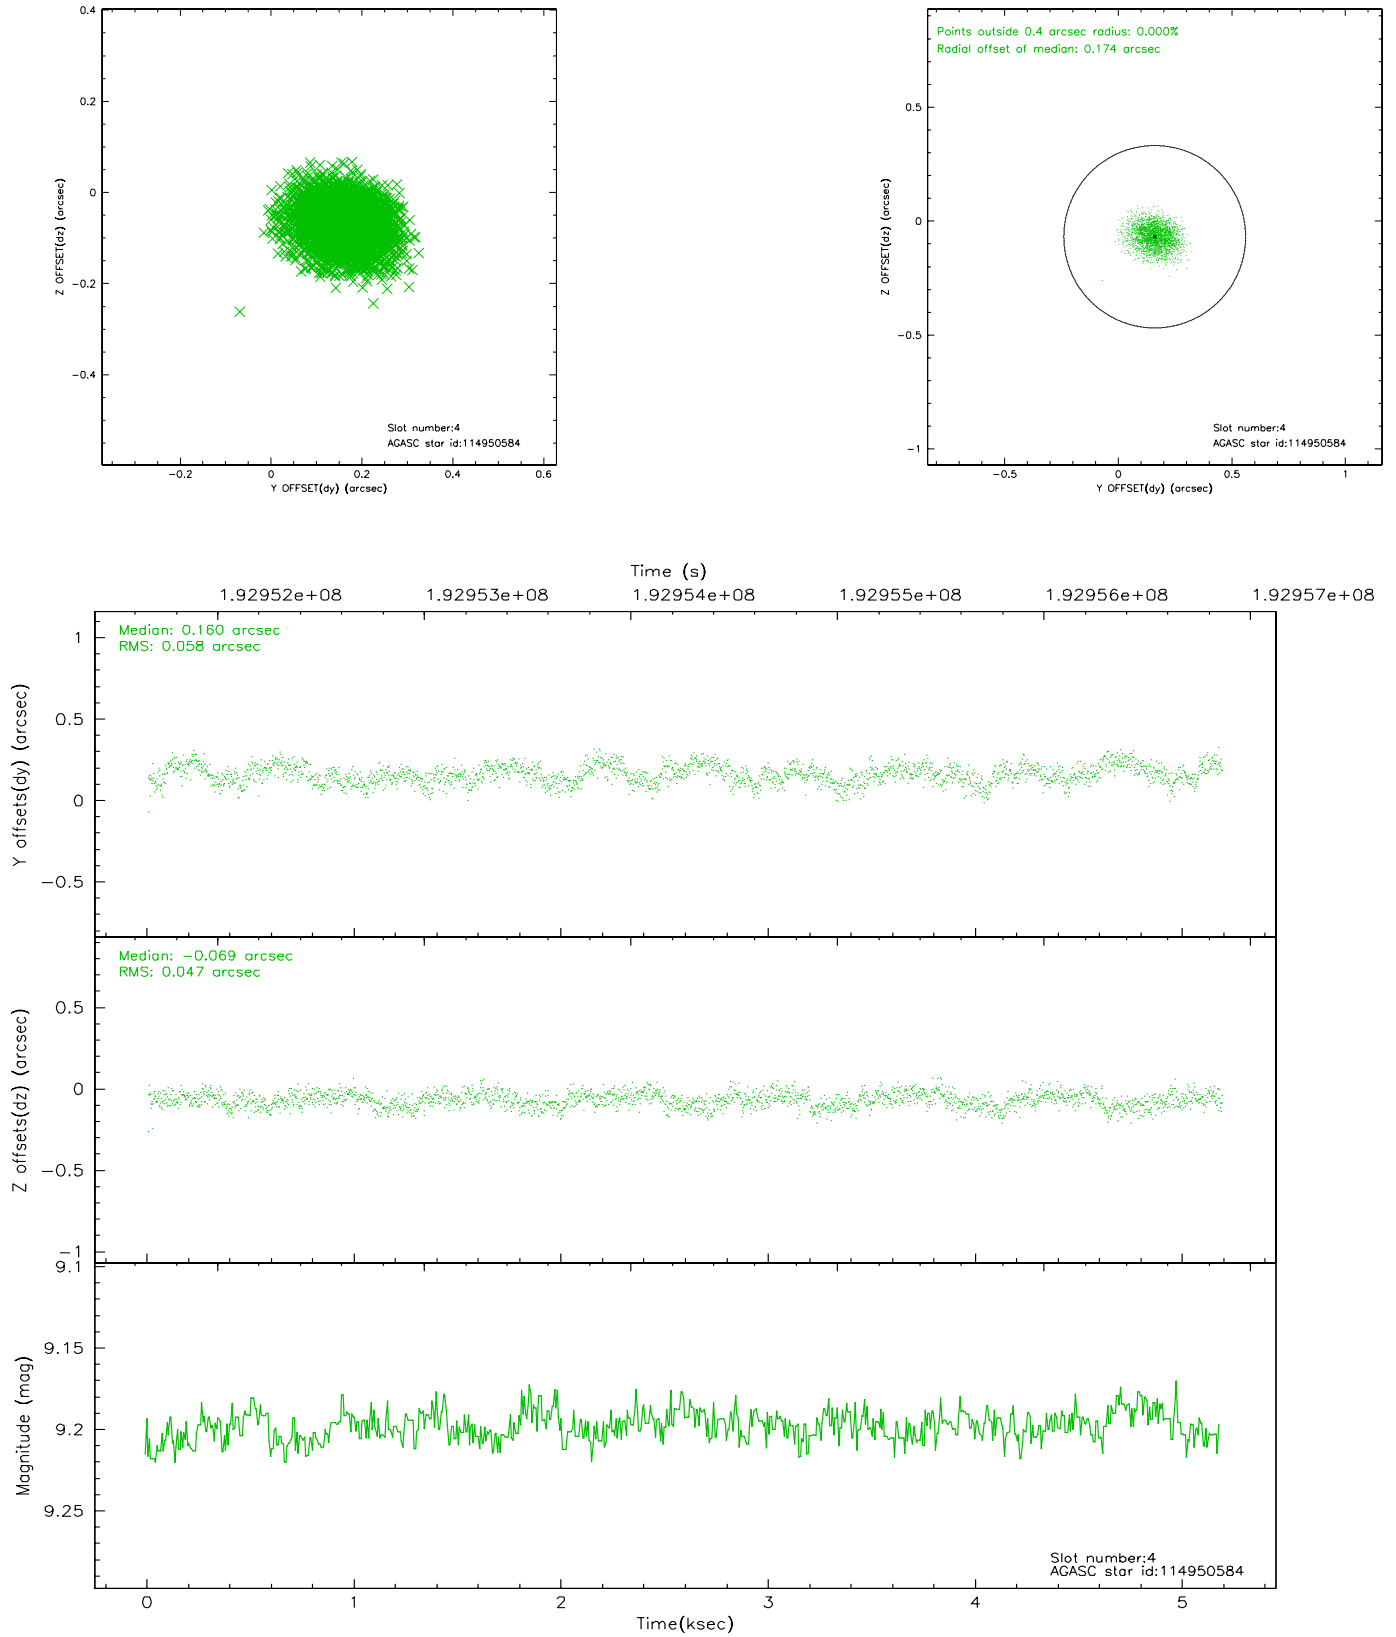 0.4
0.2
0
−0.2
−0.4
Z OFFSET(dz) (arcsec)
Slot number:4
AGASC star id:114950584
−0.2
0
0.2
0.4
0.6
Y OFFSET(dy) (arcsec)
Points outside 0.4 arcsec radius: 0.000%
Radial offset of median: 0.174 arcsec
0.5
0
−0.5
−1
Z OFFSET(dz) (arcsec)
Slot number:4
AGASC star id:114950584
−0.5
0
0.5
1
Y OFFSET(dy) (arcsec)
Time (s)
1.92952e+08
1.92953e+08
1.92954e+08
1.92955e+08
1.92956e+08
1.92957e+08
Median: 0.160 arcsec
RMS: 0.058 arcsec
1
0.5
0
−0.5
Y offsets(dy) (arcsec)
Median: −0.069 arcsec
RMS: 0.047 arcsec
0.5
0
−0.5
−1
Z offsets(dz) (arcsec)
9.1
9.15
9.2
9.25
Magnitude (mag)
Slot number:4
AGASC star id:114950584
0
1
2
3
4
5
Time(ksec)